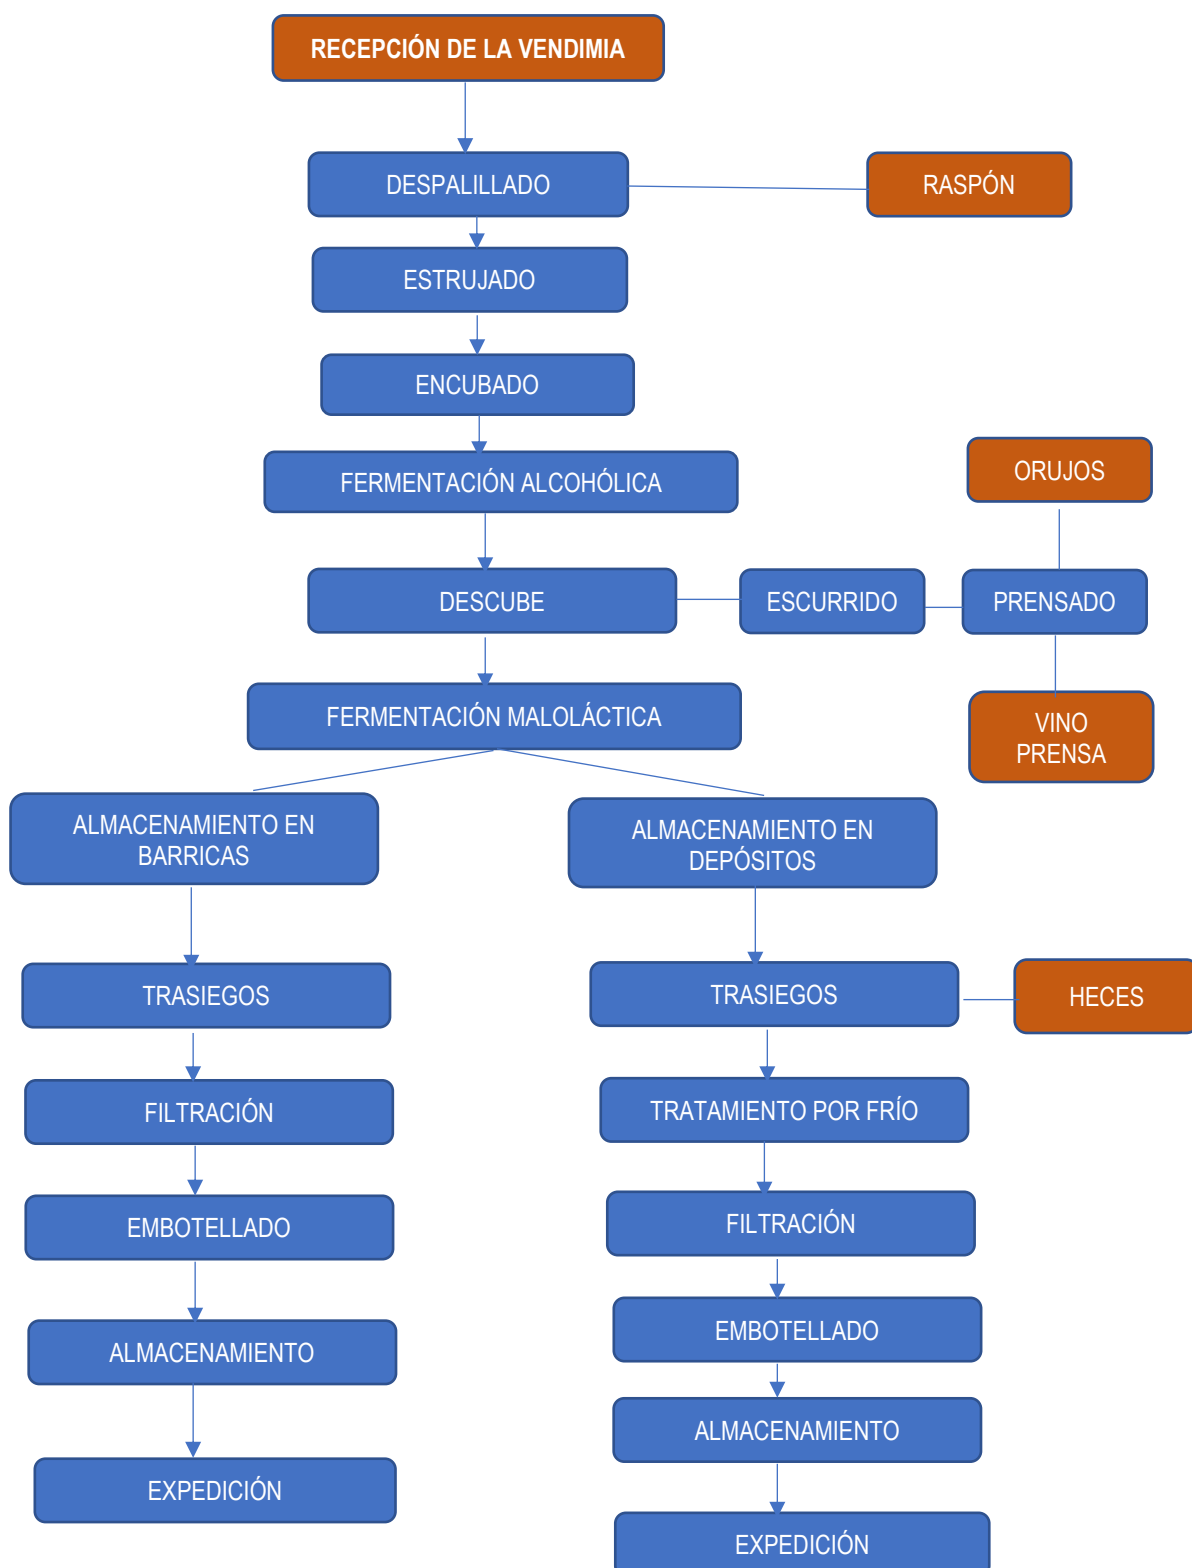 RECEPCIÓN DE LA VENDIMIA
DESPALILLADO
RASPÓN
ESTRUJADO
ENCUBADO
FERMENTACIÓN ALCOHÓLICA
ORUJOS
DESCUBE
ESCURRIDO
PRENSADO
FERMENTACIÓN MALOLÁCTICA
VINO
PRENSA
ALMACENAMIENTO EN
BARRICAS
ALMACENAMIENTO EN
DEPÓSITOS
TRASIEGOS
TRASIEGOS
HECES
FILTRACIÓN
TRATAMIENTO POR FRÍO
EMBOTELLADO
FILTRACIÓN
ALMACENAMIENTO
EMBOTELLADO
EXPEDICIÓN
ALMACENAMIENTO
EXPEDICIÓN